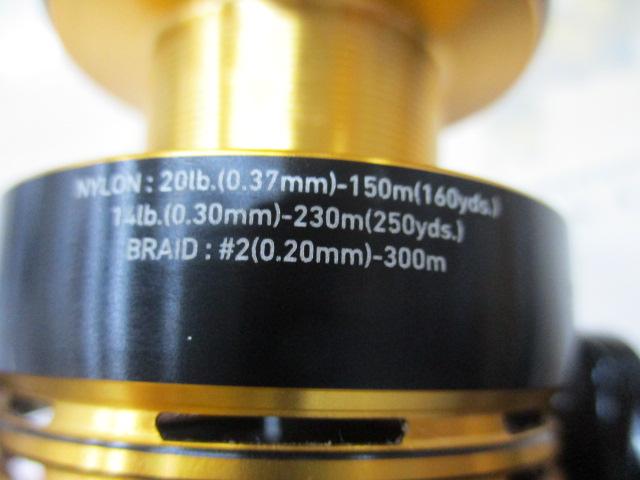 NYLON : 20lb.(0.37mm)-150m(160yds.)
14lb.(0.30mm)-230m(250yds.)
BRAID : #2(0.20mm)-300m